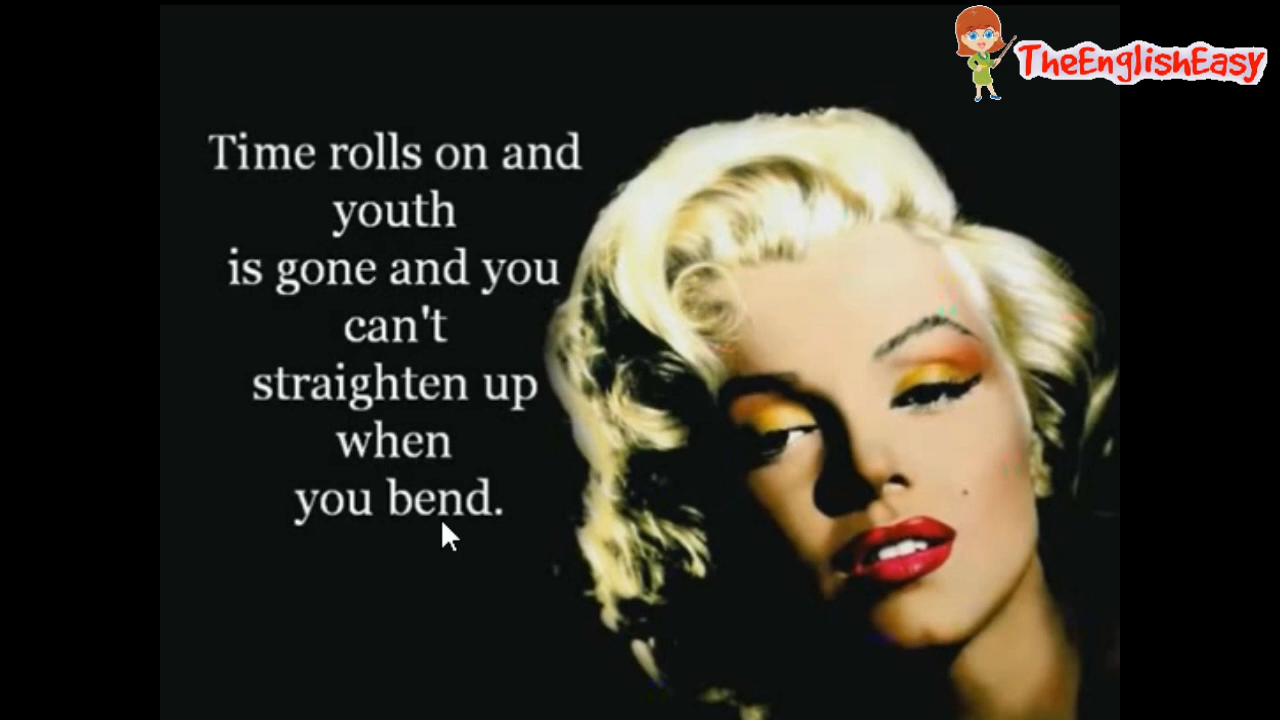 TheEnglishEasy
Time rolls on and
youth
is gone and you
can't
straighten up
when
you bend.